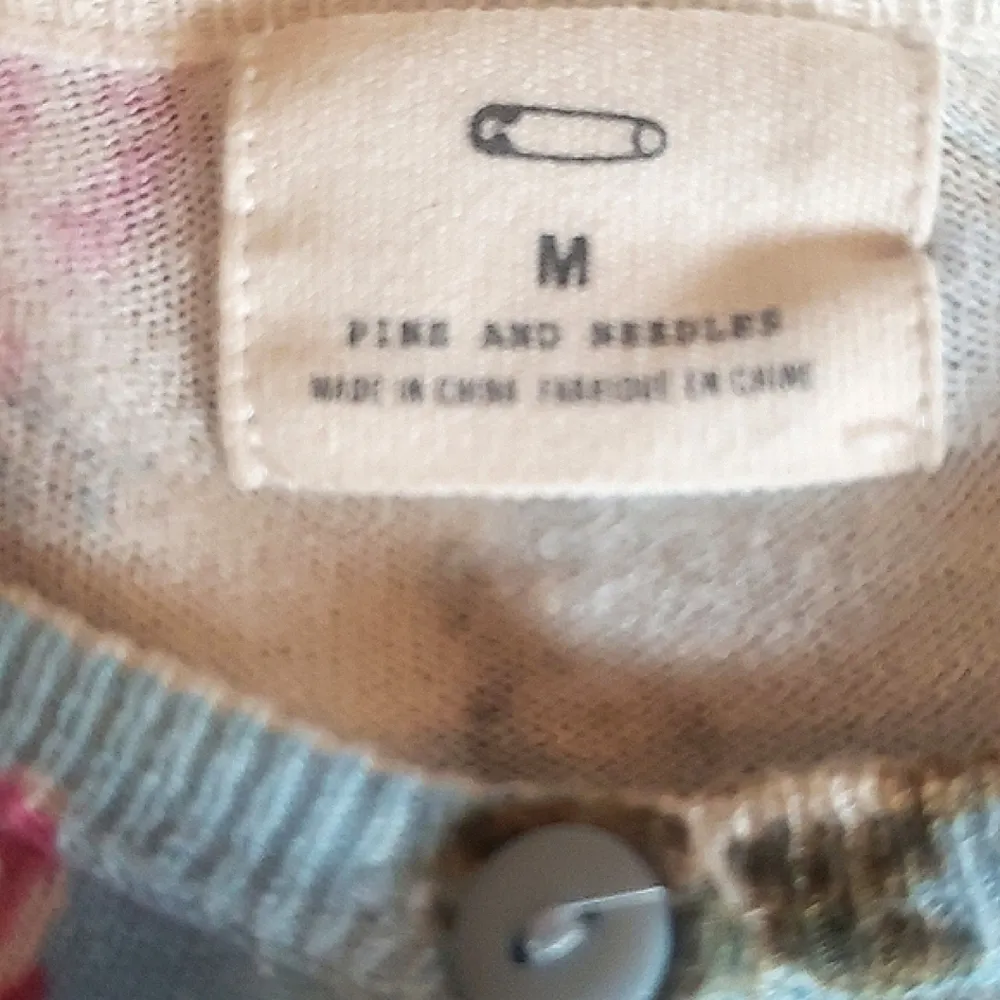 M
PINS AND NEEDLES
MADE IN CHINA FABRIQUÉ EN CHINE